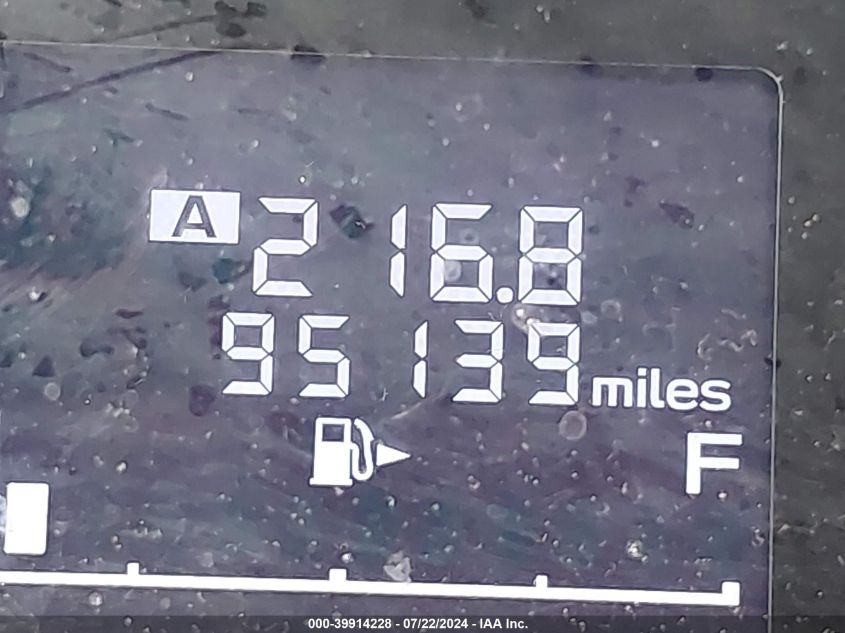 A 216.8
95139 miles
F
000-39914228 - 07/22/2024 - IAA Inc.